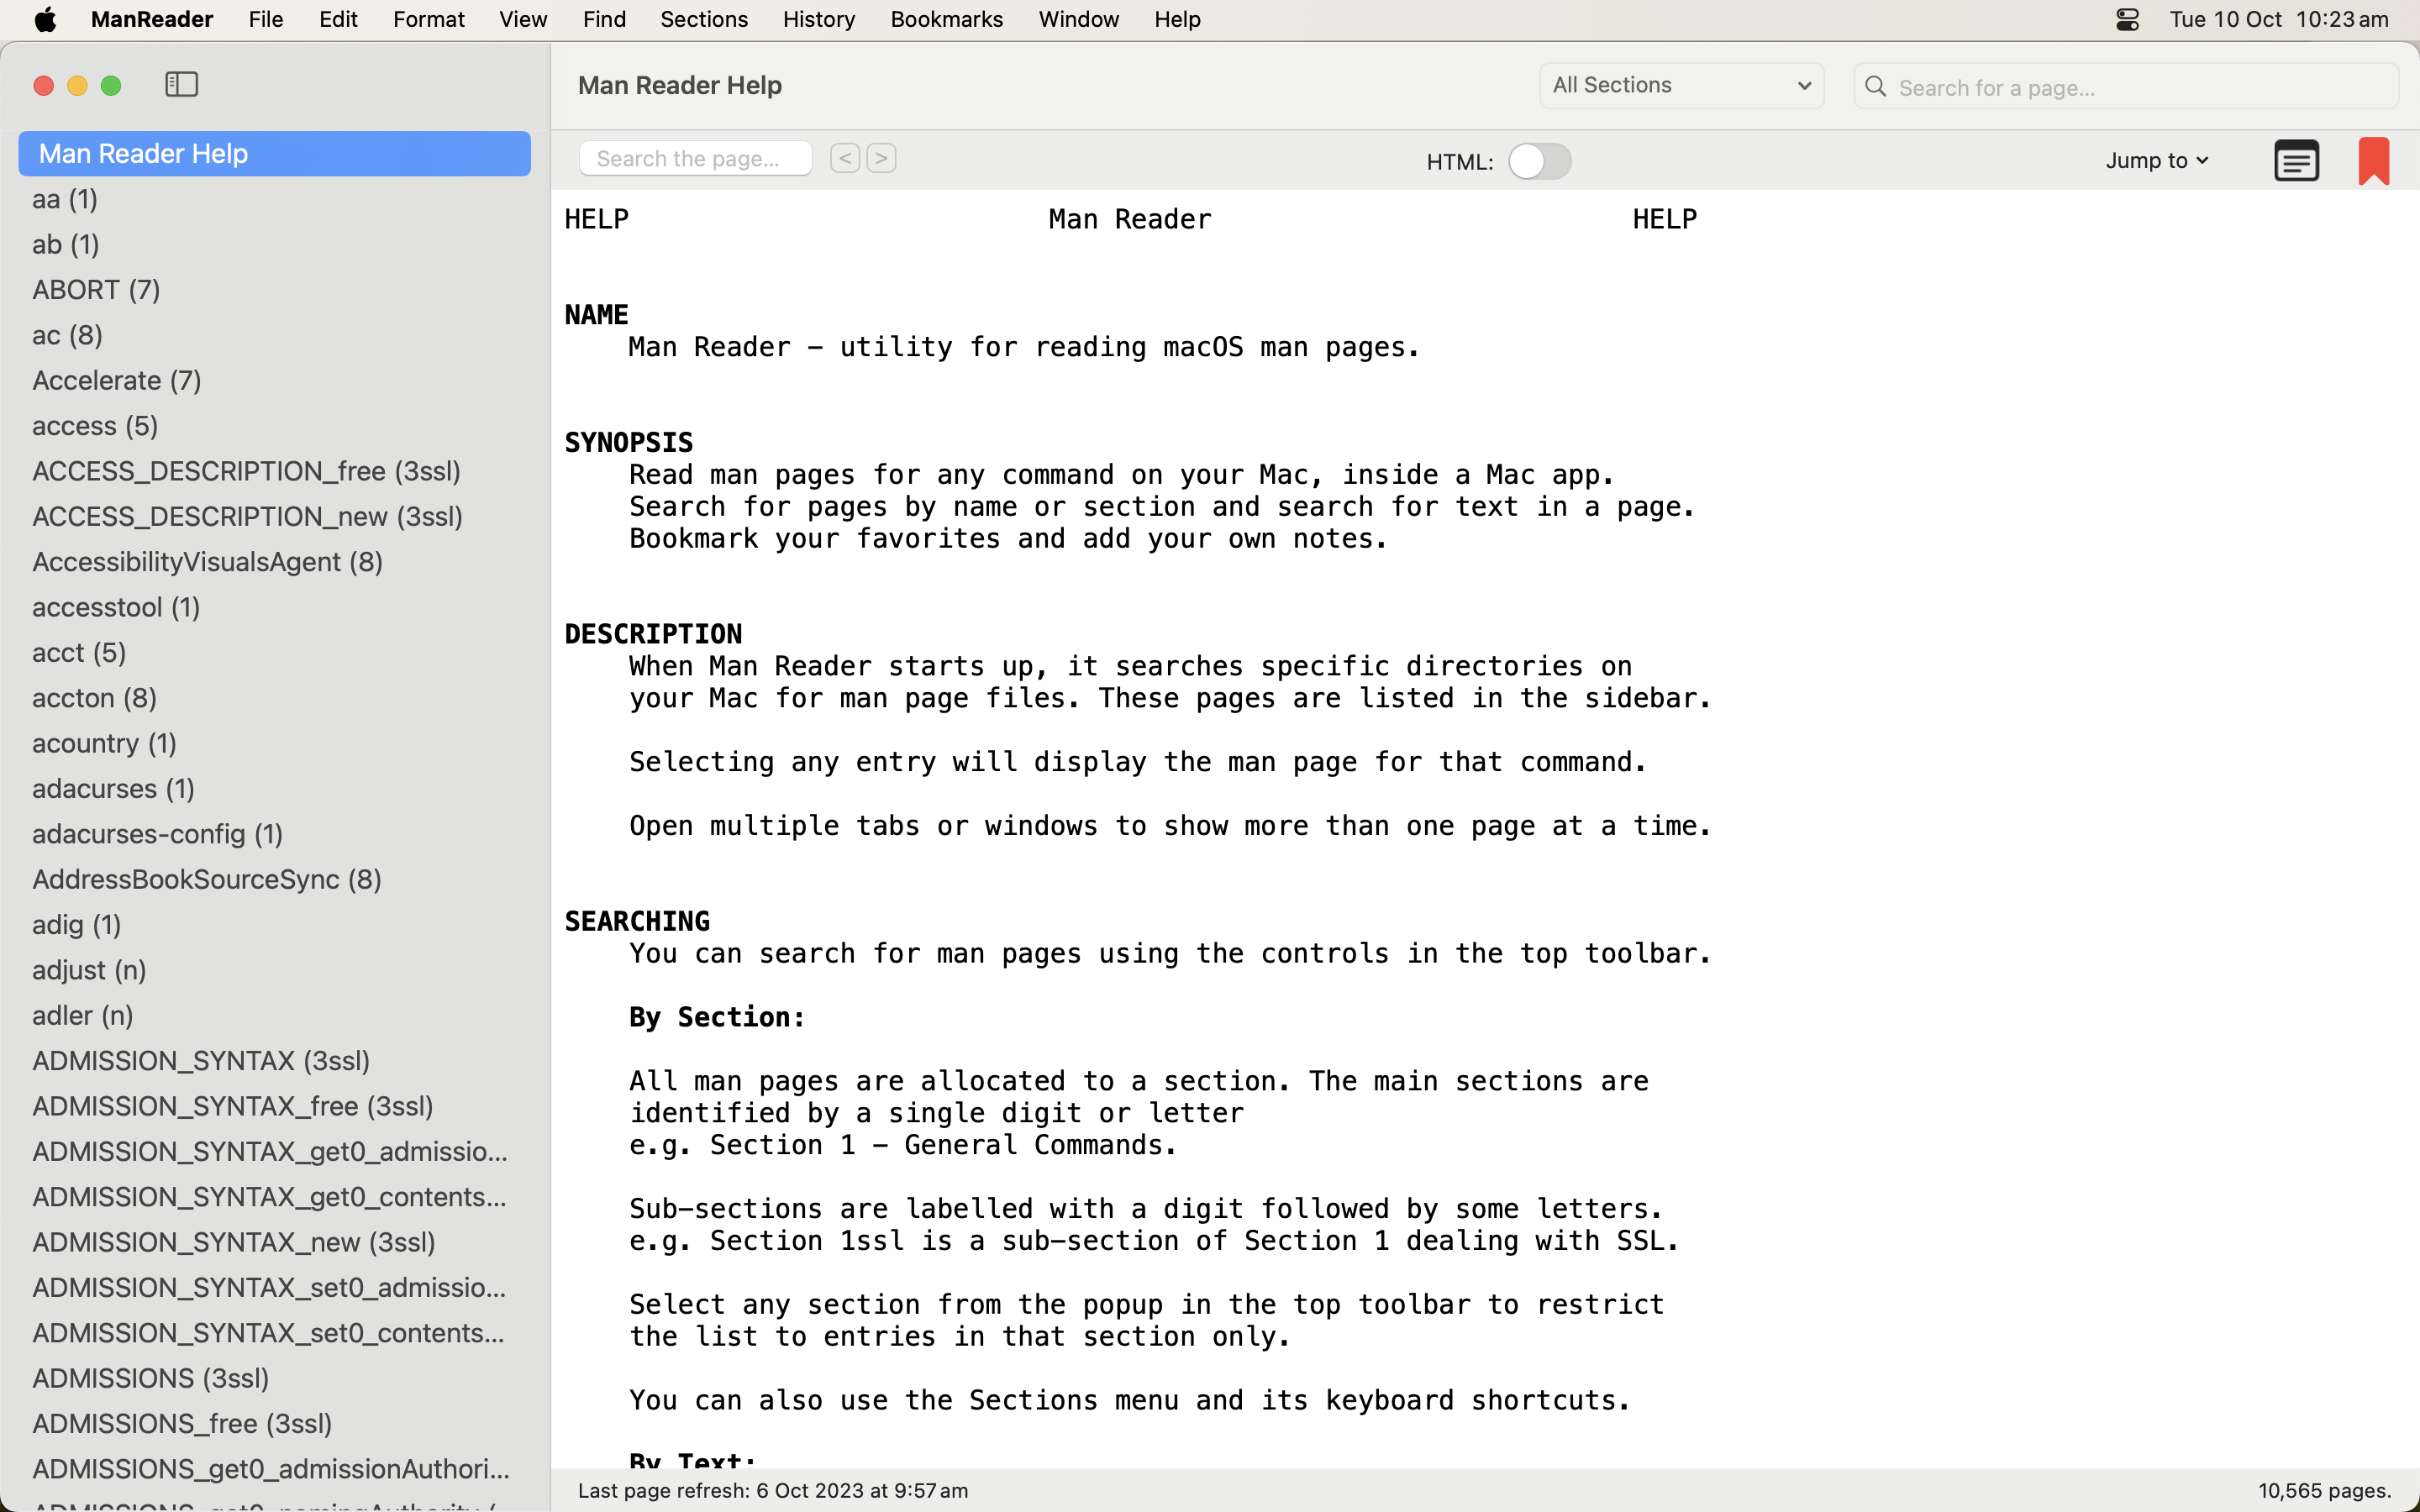 ManReader File Edit Format View Find Sections History Bookmarks Window Help Tue 10 Oct 10:23 am
Man Reader Help All Sections Search for a page...
Search the page... < > HTML: Jump to
Man Reader Help
aa (1)
ab (1)
ABORT (7)
ac (8)
Accelerate (7)
access (5)
ACCESS_DESCRIPTION_free (3ssl)
ACCESS_DESCRIPTION_new (3ssl)
AccessibilityVisualsAgent (8)
accesstool (1)
acct (5)
accton (8)
acountry (1)
adacurses (1)
adacurses-config (1)
AddressBookSourceSync (8)
adig (1)
adjust (n)
adler (n)
ADMISSION_SYNTAX (3ssl)
ADMISSION_SYNTAX_free (3ssl)
ADMISSION_SYNTAX_get0_admissio...
ADMISSION_SYNTAX_get0_contents...
ADMISSION_SYNTAX_new (3ssl)
ADMISSION_SYNTAX_set0_admissio...
ADMISSION_SYNTAX_set0_contents...
ADMISSIONS (3ssl)
ADMISSIONS_free (3ssl)
ADMISSIONS_get0_admissionAuthori...
HELP Man Reader HELP
NAME
Man Reader – utility for reading macOS man pages.
SYNOPSIS
Read man pages for any command on your Mac, inside a Mac app.
Search for pages by name or section and search for text in a page.
Bookmark your favorites and add your own notes.
DESCRIPTION
When Man Reader starts up, it searches specific directories on
your Mac for man page files. These pages are listed in the sidebar.
Selecting any entry will display the man page for that command.
Open multiple tabs or windows to show more than one page at a time.
SEARCHING
You can search for man pages using the controls in the top toolbar.
By Section:
All man pages are allocated to a section. The main sections are
identified by a single digit or letter
e.g. Section 1 – General Commands.
Sub-sections are labelled with a digit followed by some letters.
e.g. Section 1ssl is a sub-section of Section 1 dealing with SSL.
Select any section from the popup in the top toolbar to restrict
the list to entries in that section only.
You can also use the Sections menu and its keyboard shortcuts.
By Text:
Last page refresh: 6 Oct 2023 at 9:57 am 10,565 pages.